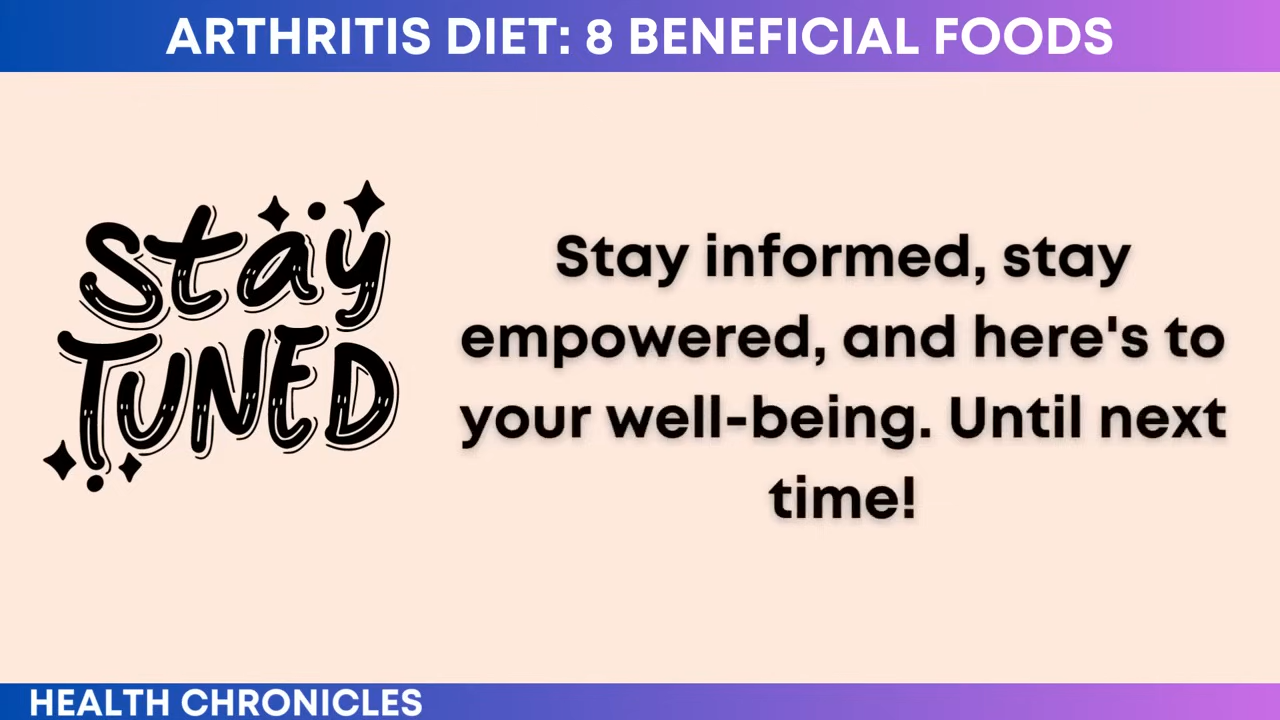 ARTHRITIS DIET: 8 BENEFICIAL FOODS
stay
TUNED
Stay informed, stay
empowered, and here's to
your well-being. Until next
time!
HEALTH CHRONICLES